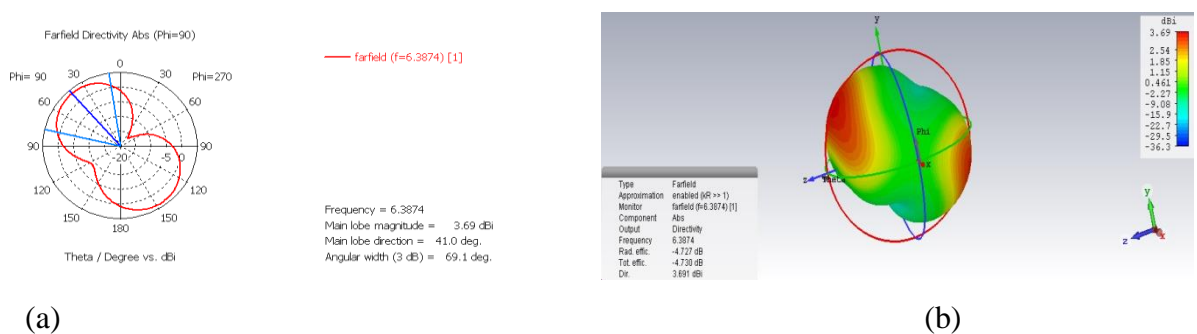 Farfield Directivity Abs (Phi=90)
farfield (f=6.3874) [1]
0
30 30
Phi= 90 Phi=270
60 60
90 -20 -5 0 90
120 120
150 150
180
Theta / Degree vs. dBi
Frequency = 6.3874
Main lobe magnitude = 3.69 dBi
Main lobe direction = 41.0 deg.
Angular width (3 dB) = 69.1 deg.
(a)
y
Phi
x
z Theta
dBi
3.69
2.54
1.85
1.15
0.461
-2.27
-9.08
-15.9
-22.7
-29.5
-36.3
Type Farfield
Approximation enabled (kR >> 1)
Monitor farfield (f=6.3874) [1]
Component Abs
Output Directivity
Frequency 6.3874
Rad. effic. -4.727 dB
Tot. effic. -4.730 dB
Dir. 3.691 dBi
y
z x
(b)